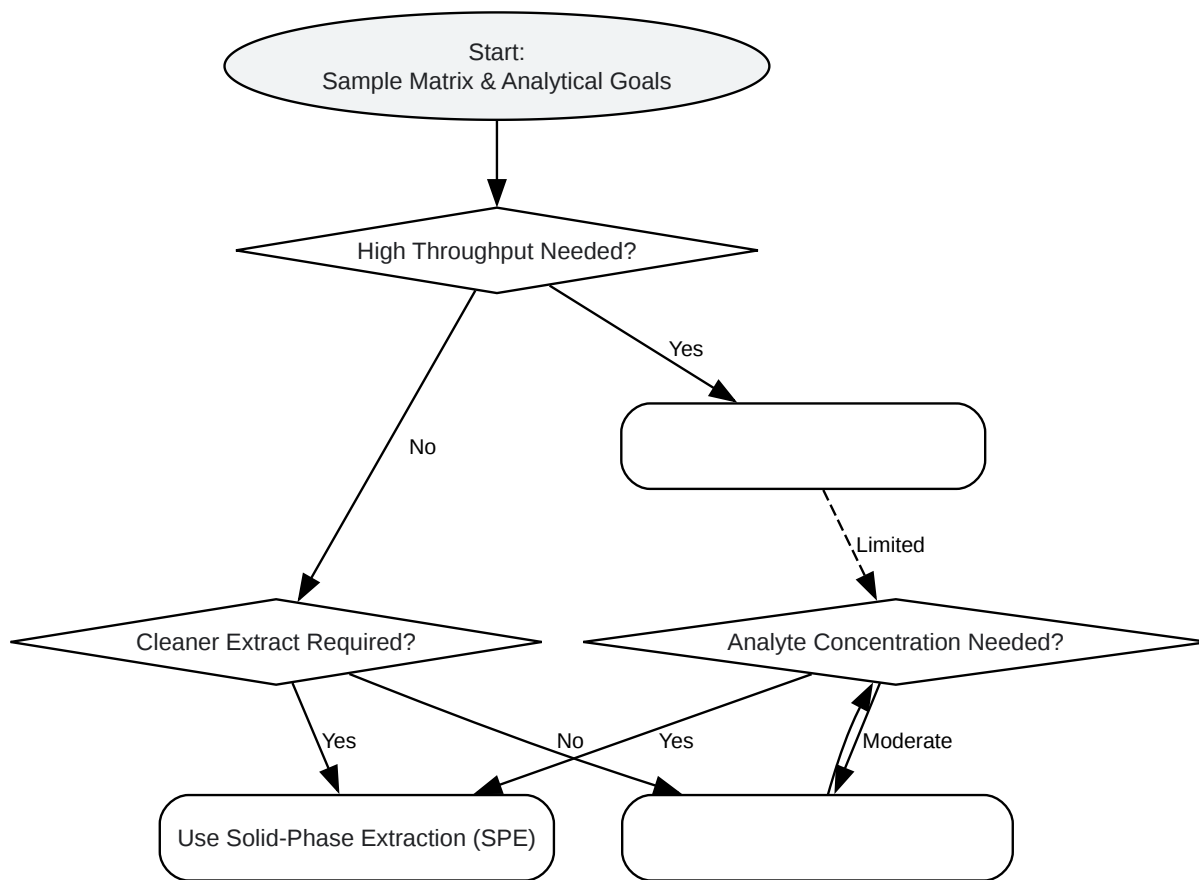 Start:
Sample Matrix & Analytical Goals
High Throughput Needed?
Yes
No
Limited
Cleaner Extract Required?
Analyte Concentration Needed?
Yes
No
Yes
Moderate
Use Solid-Phase Extraction (SPE)